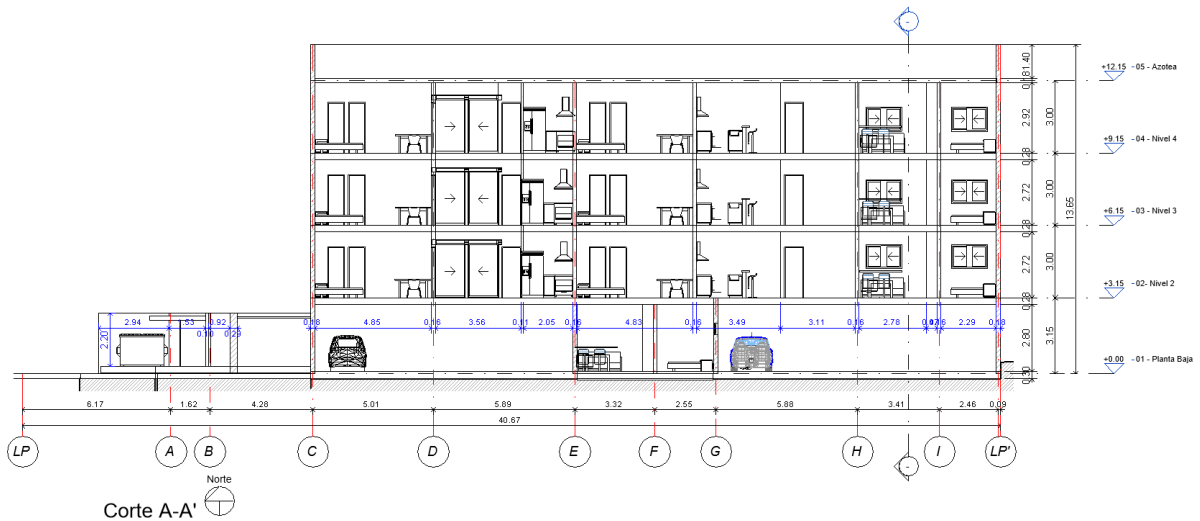 +12.15 -05 - Azotea
1.40
0.18
2.92
3.00
+9.15 -04 - Nivel 4
0.28
2.72
3.00
13.65
+6.15 -03 - Nivel 3
0.28
2.72
3.00
+3.15 -02- Nivel 2
0.28
2.94 .53 0.92 0.18 4.85 0.16 3.56 0.11 2.05 0.16 4.83 0.16 3.49 3.11 0.16 2.78 2.29 0.18
0.10 0.23
2.20
2.80
3.15
+0.00 -01 - Planta Baja
0.30
6.17 1.62 4.28 5.01 5.89 3.32 2.55 5.88 3.41 2.46 0.09
40.67
LP A B C D E F G H I LP'
Norte
Corte A-A'